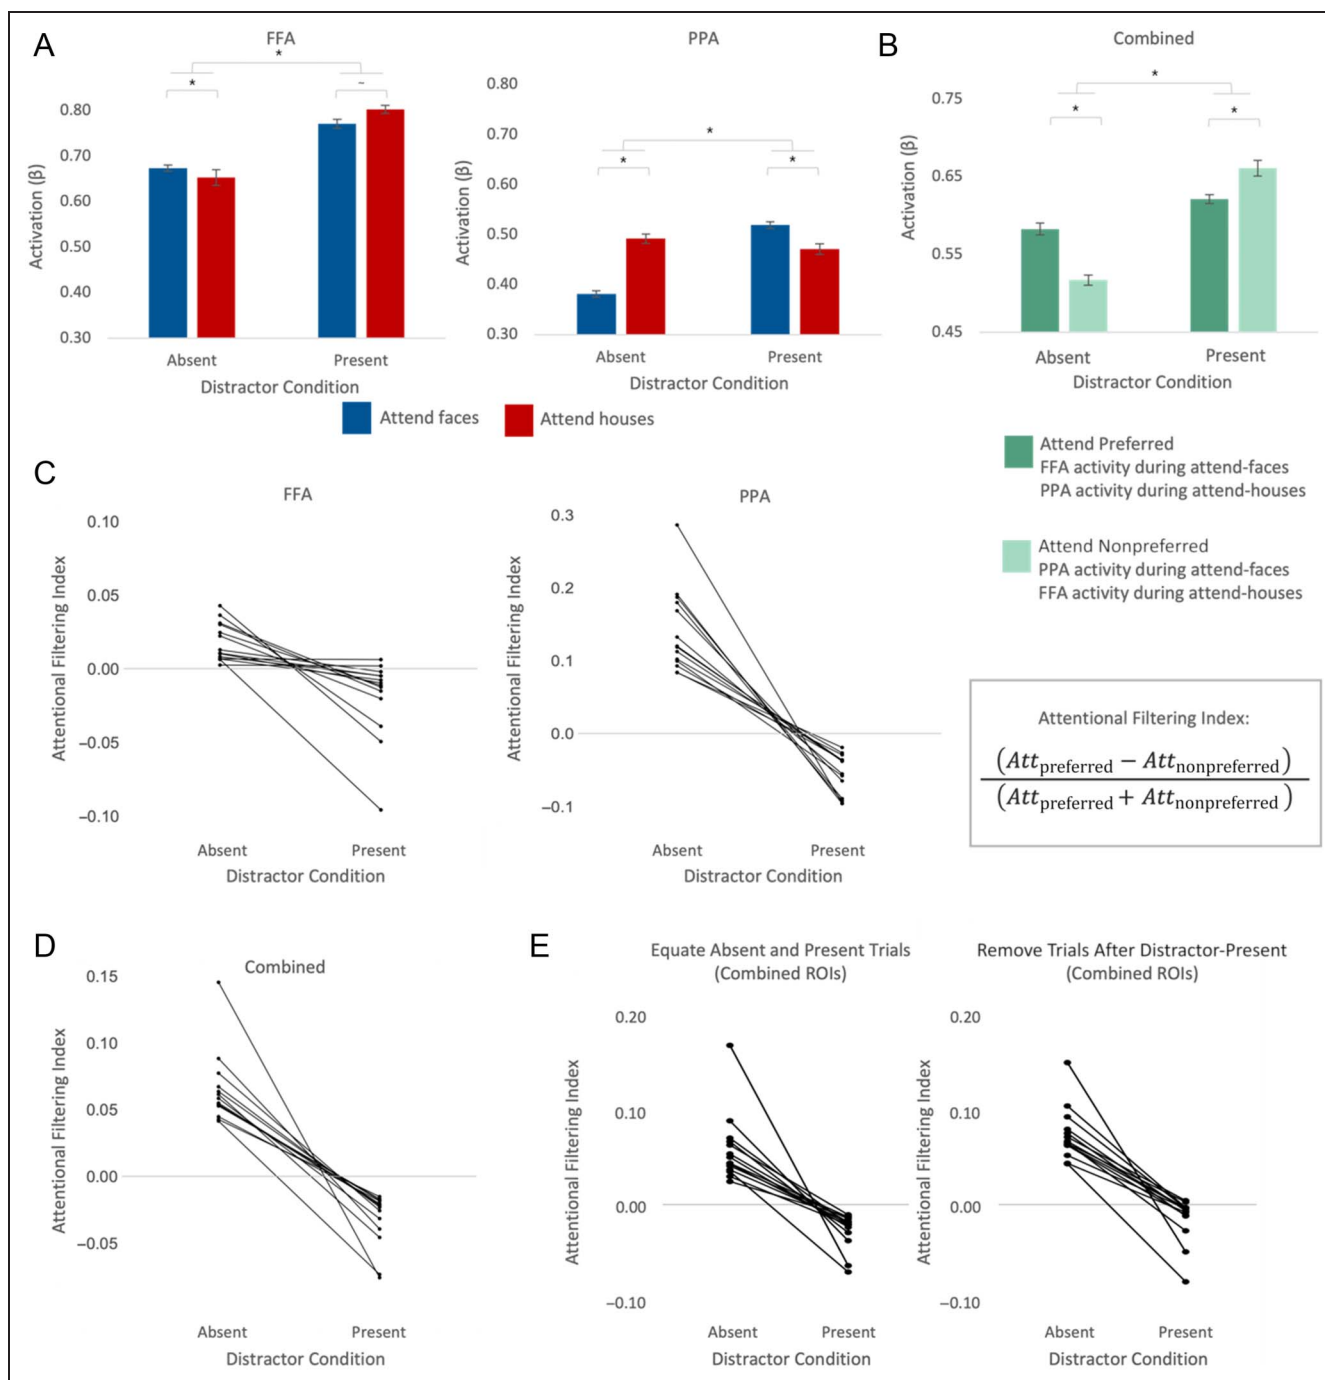 A
FFA
*
*
–
Activation (β)
0.80
0.70
0.60
0.50
0.40
0.30
Absent
Present
Distractor Condition
PPA
*
*
*
Activation (β)
0.80
0.70
0.60
0.50
0.40
0.30
Absent
Present
Distractor Condition
Attend faces
Attend houses
B
Combined
*
*
*
Activation (β)
0.75
0.65
0.55
0.45
Absent
Present
Distractor Condition
Attend Preferred
FFA activity during attend-faces
PPA activity during attend-houses
Attend Nonpreferred
PPA activity during attend-faces
FFA activity during attend-houses
C
FFA
Attentional Filtering Index
0.10
0.05
0.00
−0.05
−0.10
Absent
Present
Distractor Condition
PPA
Attentional Filtering Index
0.3
0.2
0.1
0.0
−0.1
Absent
Present
Distractor Condition
Attentional Filtering Index:
(Att preferred − Att nonpreferred)
(Att preferred + Att nonpreferred)
D
Combined
Attentional Filtering Index
0.15
0.10
0.05
0.00
−0.05
Absent
Present
Distractor Condition
E
Equate Absent and Present Trials
(Combined ROIs)
Attentional Filtering Index
0.20
0.10
0.00
−0.10
Absent
Present
Distractor Condition
Remove Trials After Distractor-Present
(Combined ROIs)
Attentional Filtering Index
0.20
0.10
0.00
−0.10
Absent
Present
Distractor Condition